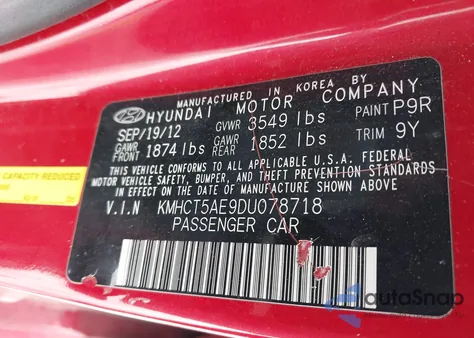 MANUFACTURED IN KOREA BY
HYUNDAI MOTOR COMPANY
SEP/19/12 GVWR 3549 lbs PAINT P9R
GAWR FRONT 1874 lbs GAWR REAR 1852 lbs TRIM 9Y
THIS VEHICLE CONFORMS TO ALL APPLICABLE U.S.A. FEDERAL
MOTOR VEHICLE SAFETY, BUMPER, AND THEFT PREVENTION STANDARDS
IN EFFECT ON THE DATE OF MANUFACTURE SHOWN ABOVE.
V.I.N KMHCT5AE9DU078718
PASSENGER CAR
CAPACITY REDUCED
autoSnap